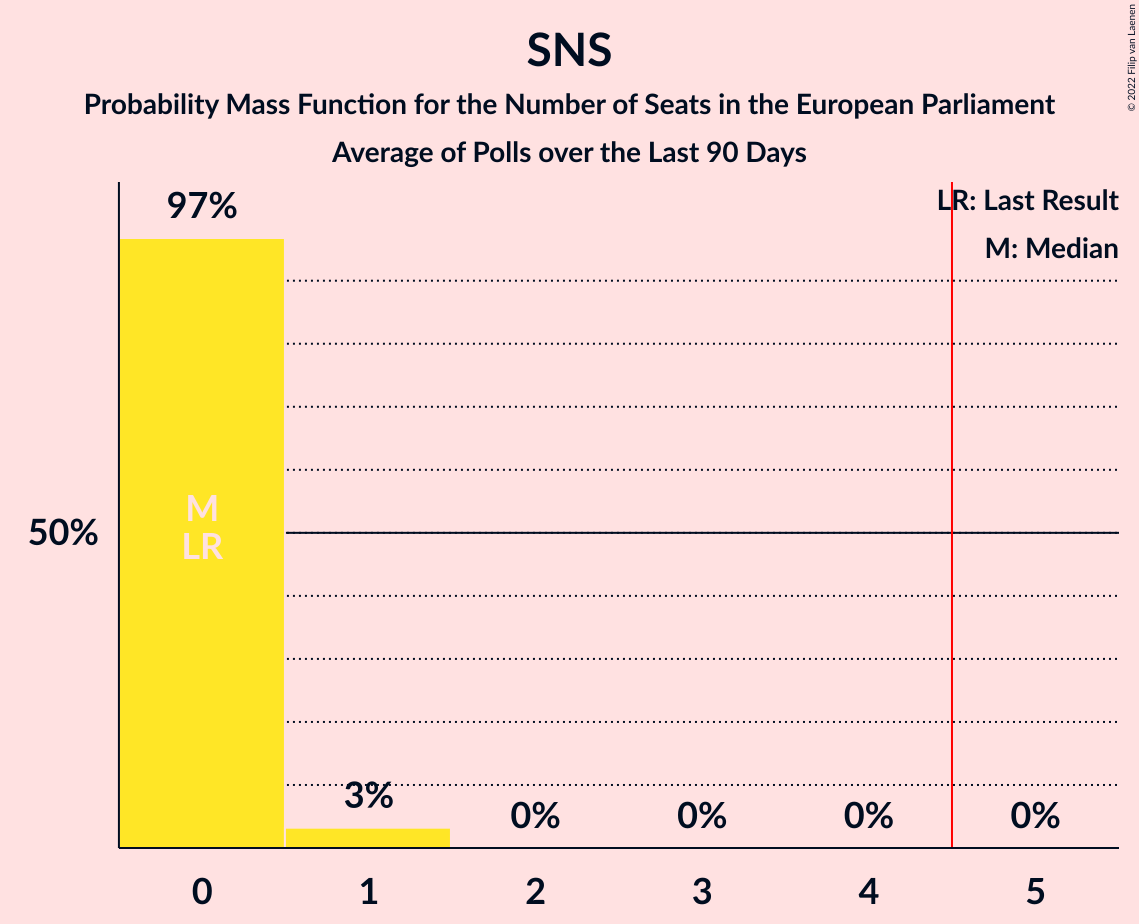 SNS
Probability Mass Function for the Number of Seats in the European Parliament
Average of Polls over the Last 90 Days
© 2022 Filip van Laenen
LR: Last Result
M: Median
97%
M
LR
50%
3%
0%
0%
0%
0%
0
1
2
3
4
5